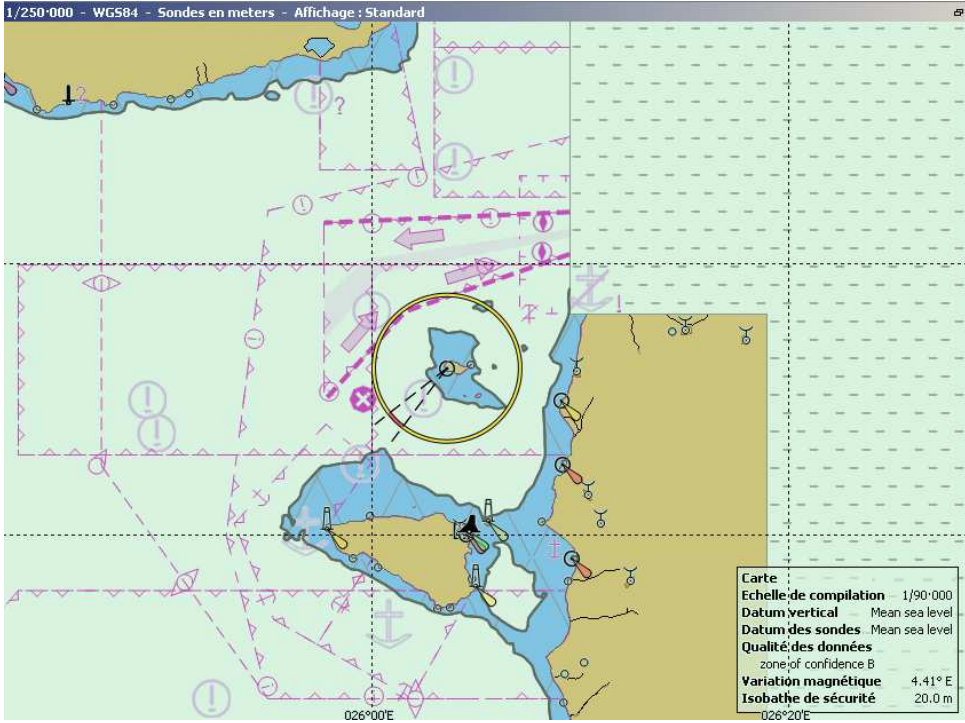 1/250·000 - WGS84 - Sondes en meters - Affichage : Standard
?
?
!
Carte
Echelle de compilation 1/90·000
Datum vertical Mean sea level
Datum des sondes Mean sea level
Qualité des données
zone of confidence B
Variation magnétique 4.41° E
Isobathe de sécurité 20.0 m
026°00'E
026°20'E